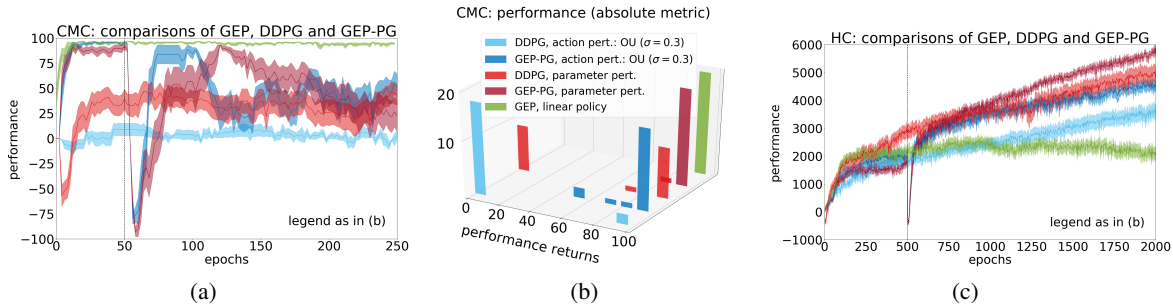 CMC: comparisons of GEP, DDPG and GEP-PG
performance
100
75
50
25
0
−25
−50
−75
−100
0 50 100 150 200 250
epochs
legend as in (b)
(a)
CMC: performance (absolute metric)
DDPG, action pert.: OU (σ = 0.3)
GEP-PG, action pert.: OU (σ = 0.3)
DDPG, parameter pert.
GEP-PG, parameter pert.
GEP, linear policy
20
10
0 20 40 60 80 100
performance returns
(b)
HC: comparisons of GEP, DDPG and GEP-PG
performance
6000
5000
4000
3000
2000
1000
0
−1000
0 250 500 750 1000 1250 1500 1750 2000
epochs
legend as in (b)
(c)